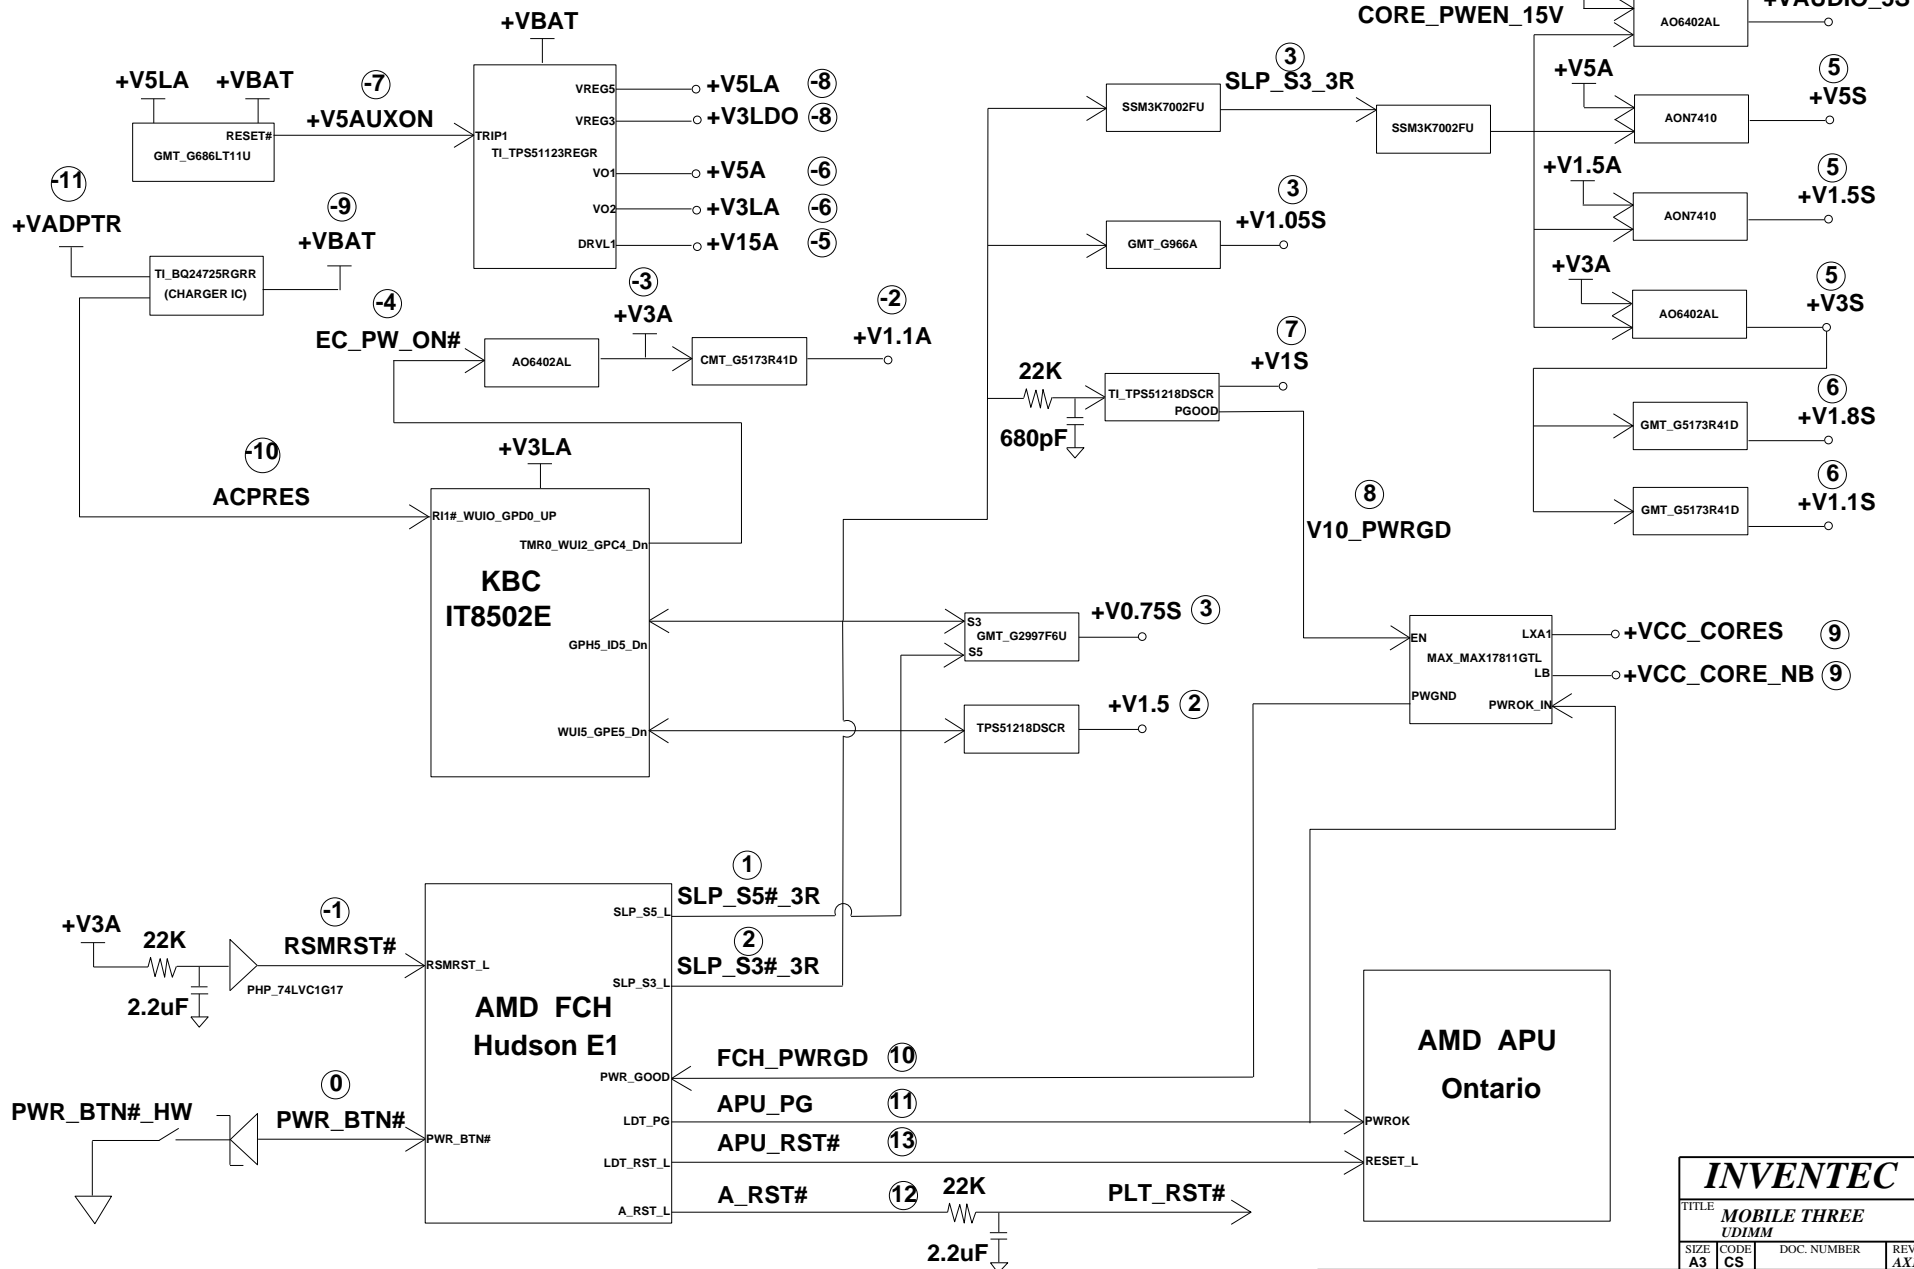 +VBAT
+V5LA
+VBAT
-7
+V5AUXON
RESET#
GMT_G686LT11U
TRIP1
TI_TPS51123REGR
VREG5
+V5LA
-8
VREG3
+V3LDO
-8
VO1
+V5A
-6
VO2
+V3LA
-6
DRVL1
+V15A
-5
-11
+VADPTR
-9
+VBAT
TI_BQ24725RGRR
(CHARGER IC)
-4
EC_PW_ON#
AO6402AL
-3
+V3A
CMT_G5173R41D
-2
+V1.1A
-10
ACPRES
+V3LA
RI1#_WUIO_GPD0_UP
TMR0_WUI2_GPC4_Dn
KBC
IT8502E
GPH5_ID5_Dn
WUI5_GPE5_Dn
S3
GMT_G2997F6U
S5
+V0.75S
3
TPS51218DSCR
+V1.5
2
SSM3K7002FU
3
SLP_S3_3R
SSM3K7002FU
GMT_G966A
3
+V1.05S
22K
680pF
TI_TPS51218DSCR
PGOOD
7
+V1S
8
V10_PWRGD
CORE_PWEN_15V
AO6402AL
+V5A
AON7410
5
+V5S
+V1.5A
AON7410
5
+V1.5S
+V3A
AO6402AL
5
+V3S
GMT_G5173R41D
6
+V1.8S
GMT_G5173R41D
6
+V1.1S
EN
LXA1
MAX_MAX17811GTL
LB
PWGND
PWROK_IN
+VCC_CORES
9
+VCC_CORE_NB
9
+V3A
22K
2.2uF
PHP_74LVC1G17
-1
RSMRST#
RSMRST_L
PWR_BTN#_HW
0
PWR_BTN#
PWR_BTN#
AMD FCH
Hudson E1
SLP_S5_L
1
SLP_S5#_3R
SLP_S3_L
2
SLP_S3#_3R
PWR_GOOD
FCH_PWRGD
10
LDT_PG
APU_PG
11
LDT_RST_L
APU_RST#
13
A_RST_L
A_RST#
12
22K
2.2uF
PLT_RST#
AMD APU
Ontario
PWROK
RESET_L
INVENTEC
TITLE
MOBILE THREE
UDIMM
SIZE
CODE
DOC. NUMBER
REV
A3
CS